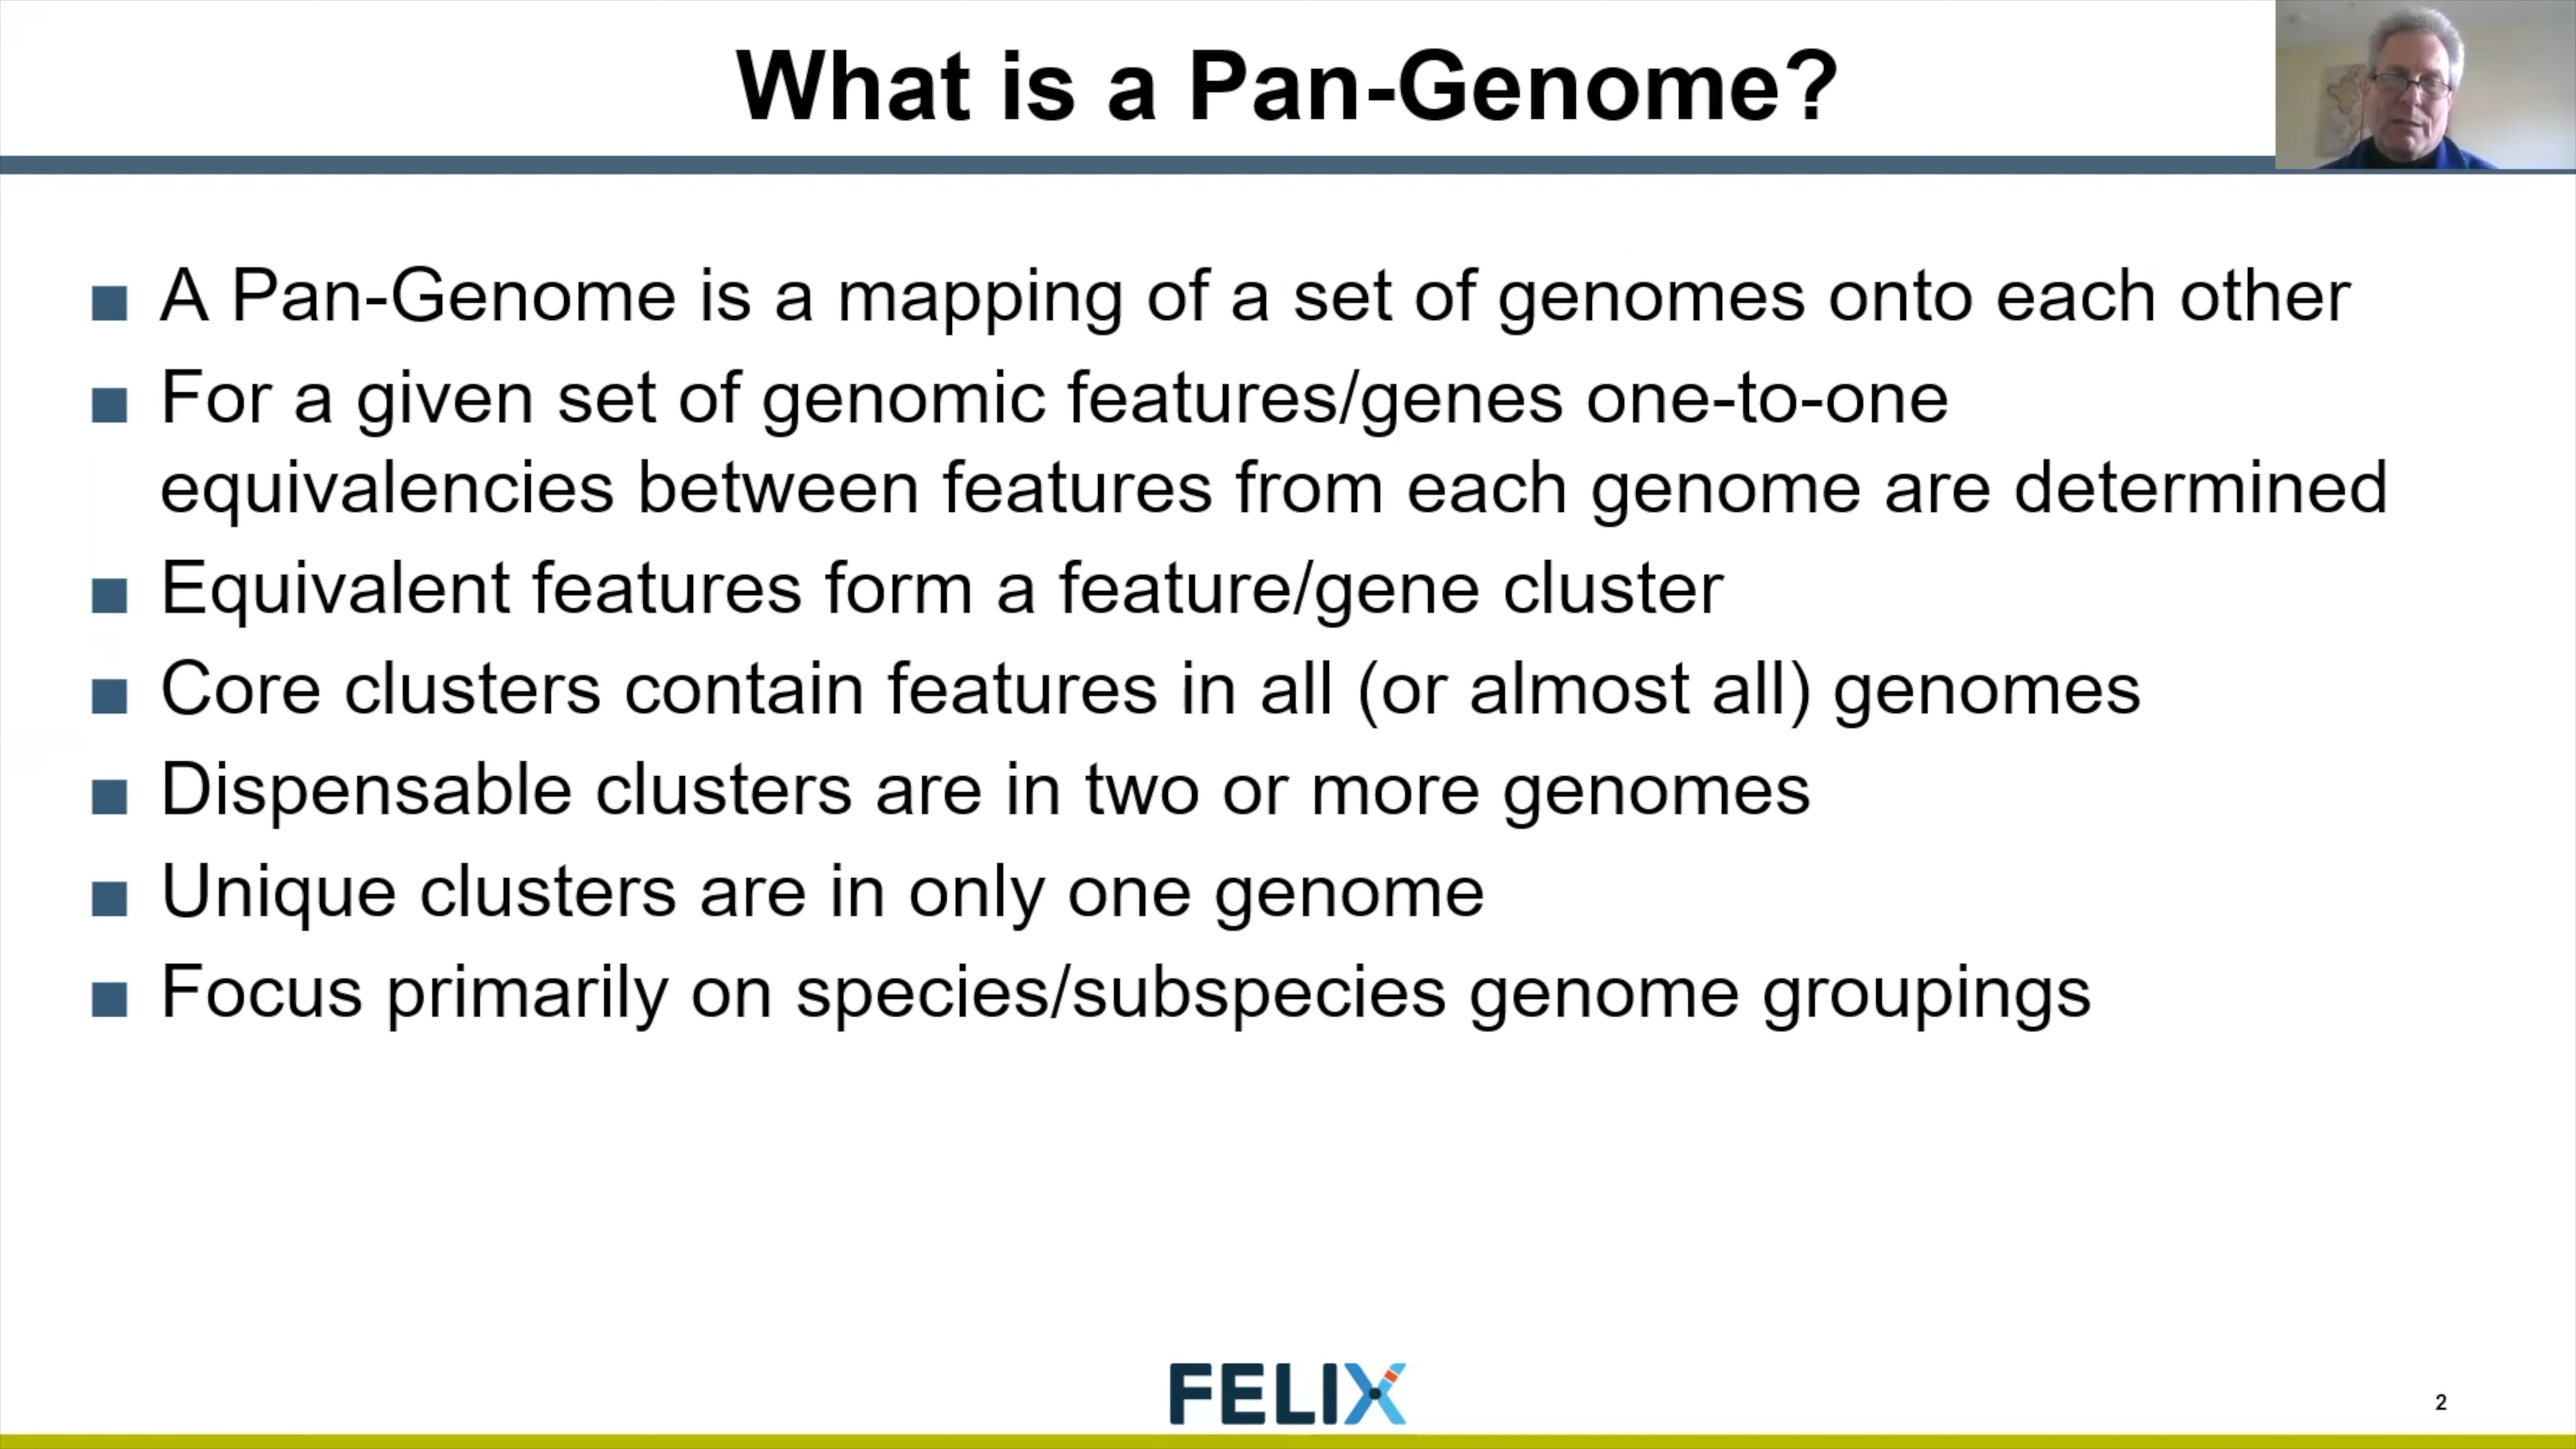 What is a Pan-Genome?
A Pan-Genome is a mapping of a set of genomes onto each other
For a given set of genomic features/genes one-to-one
equivalencies between features from each genome are determined
Equivalent features form a feature/gene cluster
Core clusters contain features in all (or almost all) genomes
Dispensable clusters are in two or more genomes
Unique clusters are in only one genome
Focus primarily on species/subspecies genome groupings
FELIX
2